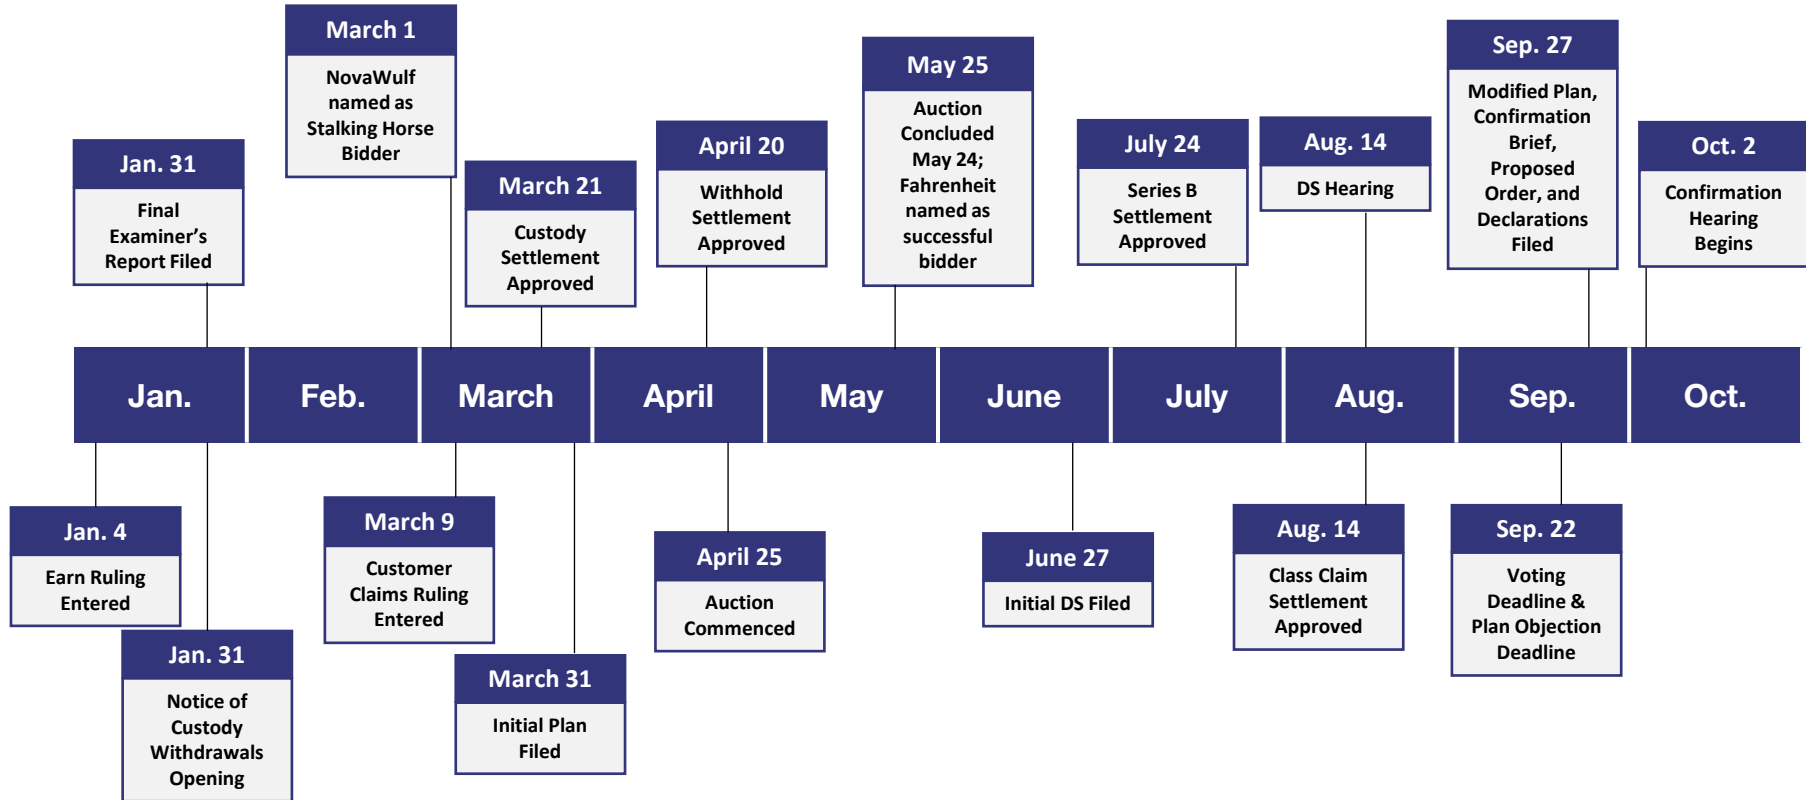 March 1
NovaWulf
named as
Stalking Horse
Bidder
May 25
Auction
Concluded
May 24;
Fahrenheit
named as
successful
bidder
Sep. 27
Modified Plan,
Confirmation
Brief,
Proposed
Order, and
Declarations
Filed
Jan. 31
Final
Examiner’s
Report Filed
March 21
Custody
Settlement
Approved
April 20
Withhold
Settlement
Approved
July 24
Series B
Settlement
Approved
Aug. 14
DS Hearing
Oct. 2
Confirmation
Hearing
Begins
Jan.
Feb.
March
April
May
June
July
Aug.
Sep.
Oct.
Jan. 4
Earn Ruling
Entered
Jan. 31
Notice of
Custody
Withdrawals
Opening
March 9
Customer
Claims Ruling
Entered
March 31
Initial Plan
Filed
April 25
Auction
Commenced
June 27
Initial DS Filed
Aug. 14
Class Claim
Settlement
Approved
Sep. 22
Voting
Deadline &
Plan Objection
Deadline